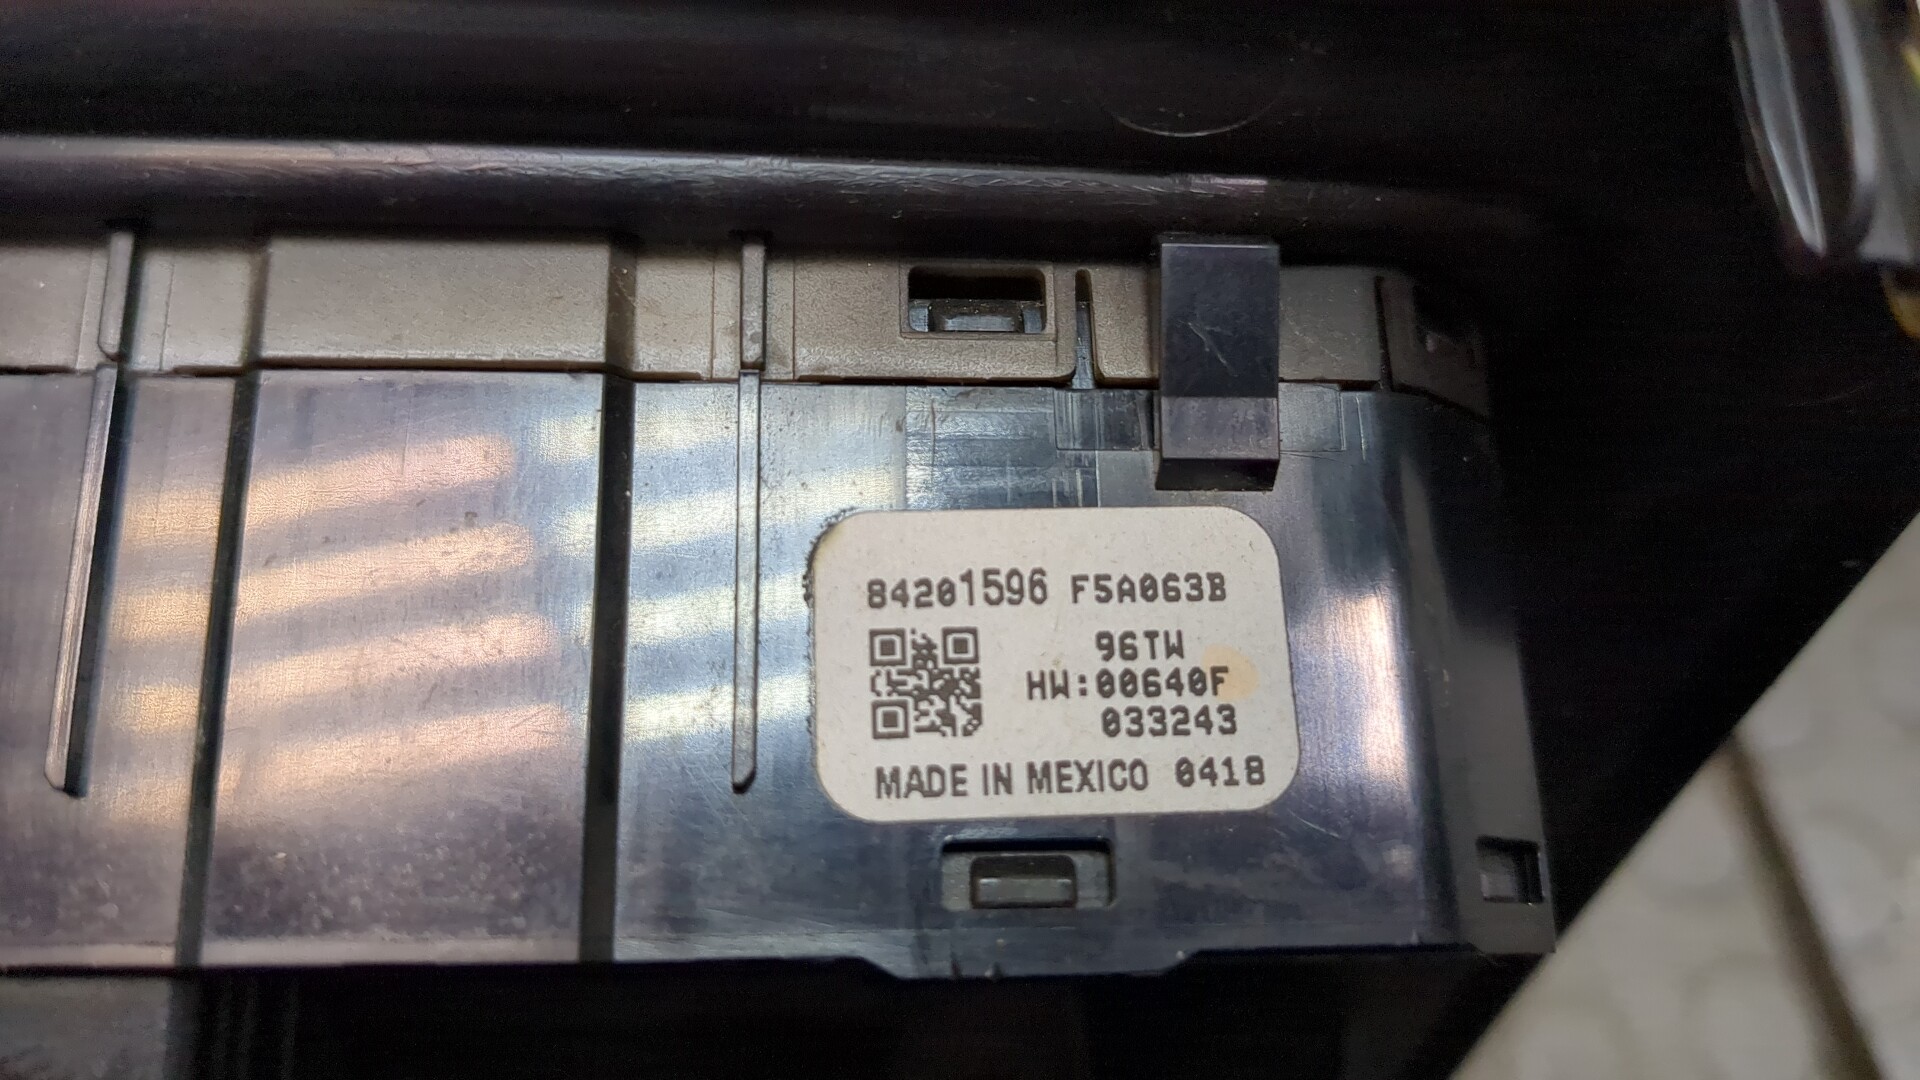 84201596 F5A063B
96TW
HW:00640F
033243
MADE IN MEXICO 0418